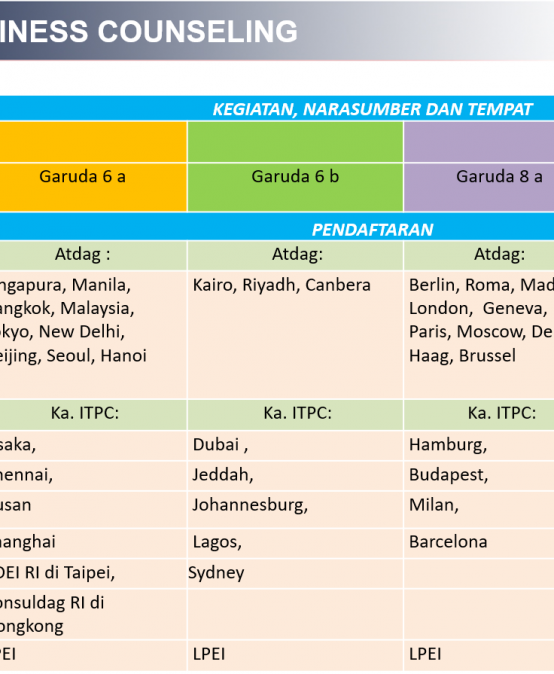 INESS COUNSELING
KEGIATAN, NARASUMBER DAN TEMPAT
Garuda 6 a
Garuda 6 b
Garuda 8 a
PENDAFTARAN
Atdag :
Atdag:
Atdag:
ngapura, Manila,
angkok, Malaysia,
okyo, New Delhi,
eijing, Seoul, Hanoi
Kairo, Riyadh, Canbera
Berlin, Roma, Mad
London, Geneva,
Paris, Moscow, De
Haag, Brussel
Ka. ITPC:
Ka. ITPC:
Ka. ITPC:
saka,
Dubai ,
Hamburg,
hennai,
Jeddah,
Budapest,
usan
Johannesburg,
Milan,
hanghai
Lagos,
Barcelona
DEI RI di Taipei,
Sydney
onsuldag RI di
ongkong
PEI
LPEI
LPEI